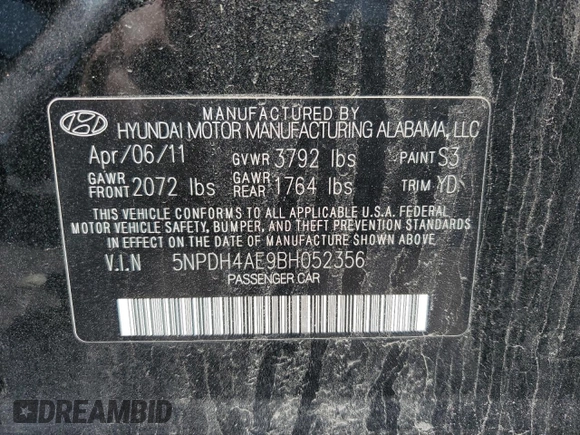 MANUFACTURED BY
HYUNDAI MOTOR MANUFACTURING ALABAMA, LLC
Apr/06/11 GVWR 3792 lbs PAINT S3
GAWR FRONT 2072 lbs GAWR REAR 1764 lbs TRIM YD
THIS VEHICLE CONFORMS TO ALL APPLICABLE U.S.A. FEDERAL
MOTOR VEHICLE SAFETY, BUMPER, AND THEFT PREVENTION STANDARDS
IN EFFECT ON THE DATE OF MANUFACTURE SHOWN ABOVE.
V.I.N 5NPDH4AE9BH052356
PASSENGER CAR
DREAMBID